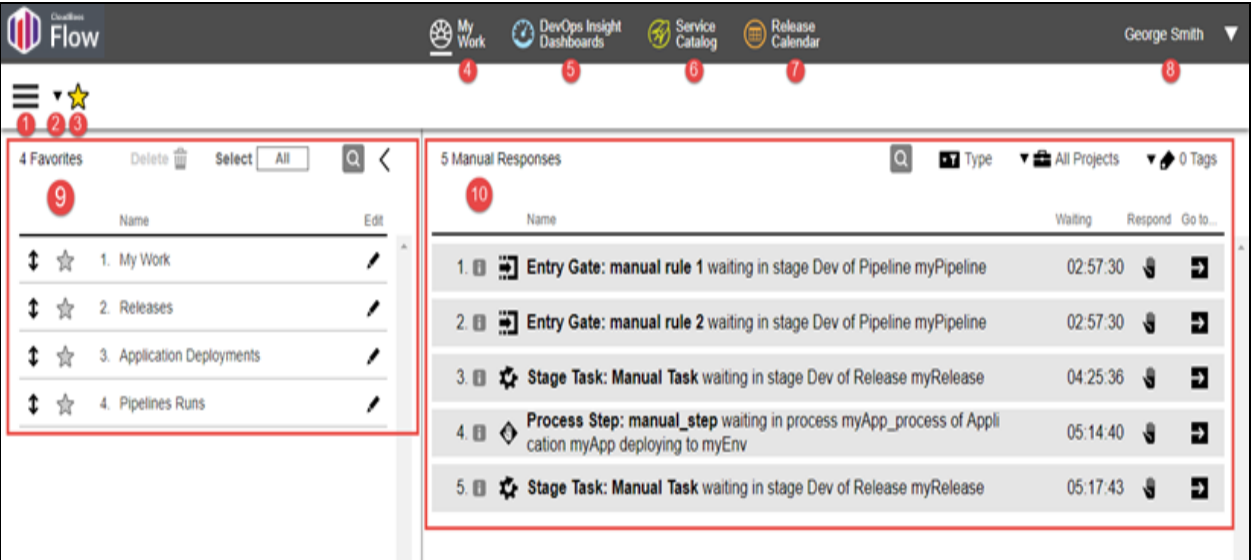 CloudBees
Flow
My
Work
DevOps Insight
Dashboards
Service
Catalog
Release
Calendar
George Smith
4
5
6
7
8
1
2
3
4 Favorites
Delete
Select
All
9
Name
Edit
1. My Work
2. Releases
3. Application Deployments
4. Pipelines Runs
5 Manual Responses
Type
All Projects
0 Tags
10
Name
Waiting
Respond
Go to...
1. Entry Gate: manual rule 1 waiting in stage Dev of Pipeline myPipeline 02:57:30
2. Entry Gate: manual rule 2 waiting in stage Dev of Pipeline myPipeline 02:57:30
3. Stage Task: Manual Task waiting in stage Dev of Release myRelease 04:25:36
4. Process Step: manual_step waiting in process myApp_process of Appli
cation myApp deploying to myEnv 05:14:40
5. Stage Task: Manual Task waiting in stage Dev of Release myRelease 05:17:43